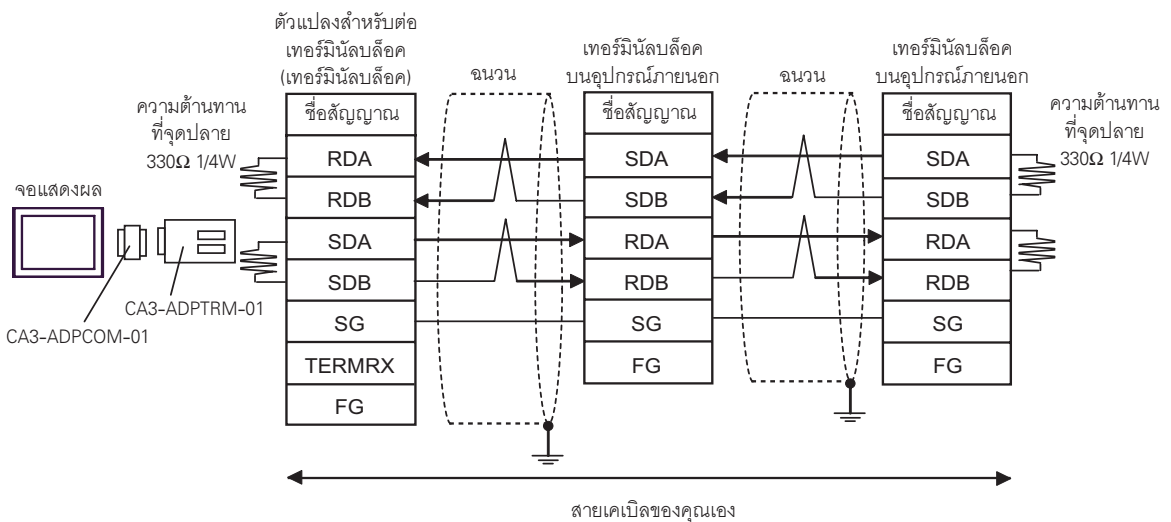 ตัวแปลงสำหรับต่อ
เทอร์มินัลบล็อค
(เทอร์มินัลบล็อค)
ฉนวน
เทอร์มินัลบล็อค
บนอุปกรณ์ภายนอก
ฉนวน
เทอร์มินัลบล็อค
บนอุปกรณ์ภายนอก
ความต้านทาน
ที่จุดปลาย
330Ω 1/4W
ชื่อสัญญาณ
RDA
RDB
SDA
SDB
SG
TERMRX
FG
ชื่อสัญญาณ
SDA
SDB
RDA
RDB
SG
FG
ชื่อสัญญาณ
SDA
SDB
RDA
RDB
SG
FG
ความต้านทาน
ที่จุดปลาย
330Ω 1/4W
จอแสดงผล
CA3-ADPTRM-01
CA3-ADPCOM-01
สายเคเบิลของคุณเอง